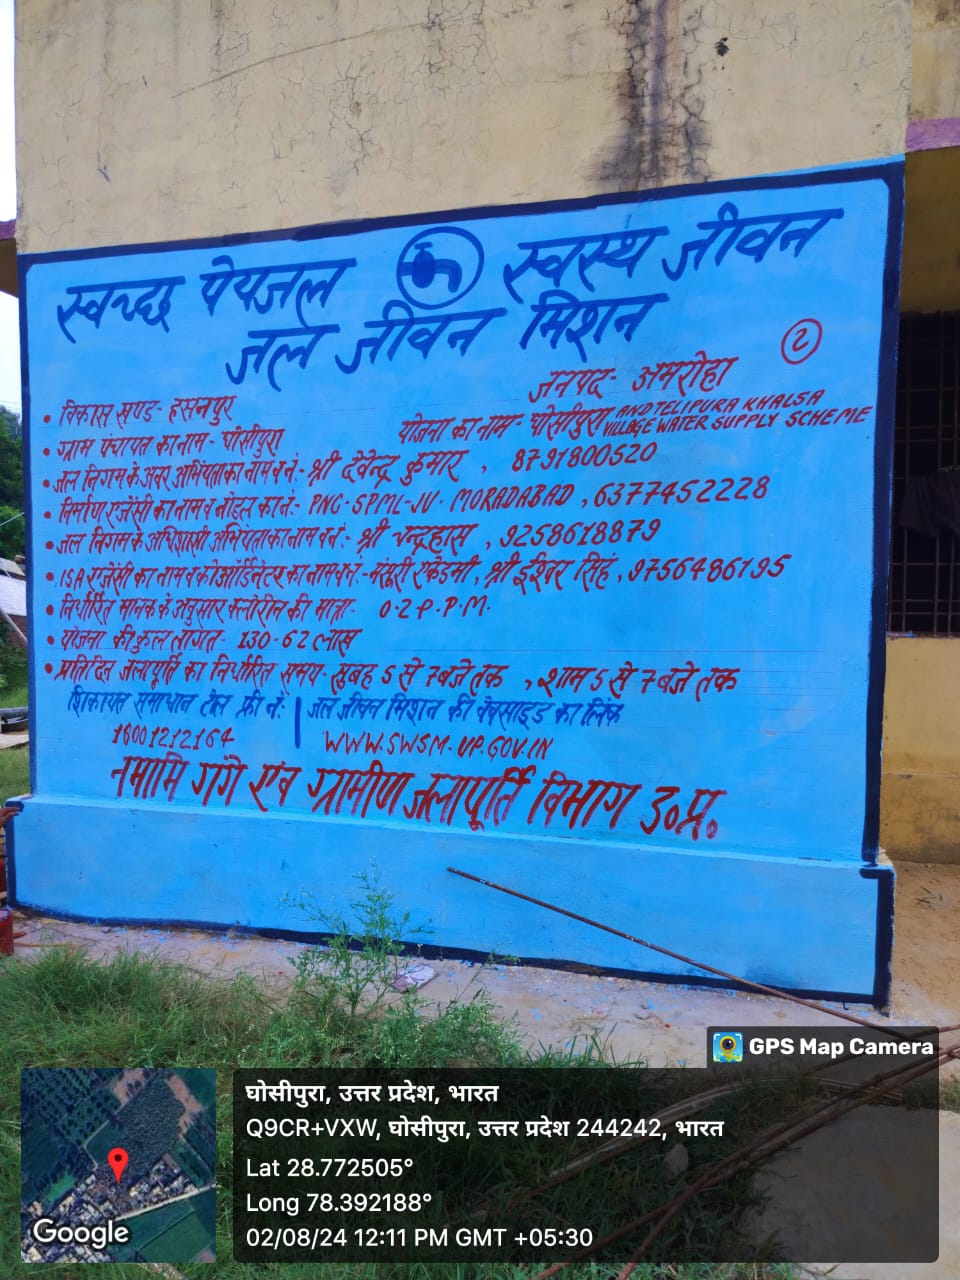 स्वच्छ पेयजल स्वस्थ जीवन
जल जीवन मिशन
2
जनपद- अमरोहा
• विकास खण्ड- हसनपुर
योजना का नाम- घोसीपुरा AND TELIPURA KHALSA VILLAGE WATER SUPPLY SCHEME
• ग्राम पंचायत का नाम- घोसीपुरा
• जल निगम के अवर अभियंता का नाम व नं:- श्री देवेन्द्र कुमार , 8791800520
• निर्माण एजेंसी का नाम व नोडल का नं:- PNC-SPML-JV- MORADABAD , 6377452228
• जल निगम के अधिशासी अभियंता का नाम व नं:- श्री चन्द्रहास , 9258618879
• ISA एजेंसी का नाम व कोऑर्डिनेटर का नाम व नं.- मंसूरी एकेडमी, श्री ईश्वर सिंह , 9756486195
• निर्धारित मानक के अनुसार क्लोरीन की मात्रा- 0.2 P.P.M.
• योजना की कुल लागत- 130.62 लाख
• प्रतिदिन जलापूर्ति का निर्धारित समय- सुबह 5 से 7 बजे तक , शाम 5 से 7 बजे तक
शिकायत समाधान टोल फ्री नं:
18001212164
जल जीवन मिशन की वेबसाइड का लिंक
WWW.SWSM.UP.GOV.IN
नमामि गंगे एंव ग्रामीण जलापूर्ति विभाग उ०प्र०
GPS Map Camera
घोसीपुरा, उत्तर प्रदेश, भारत
Q9CR+VXW, घोसीपुरा, उत्तर प्रदेश 244242, भारत
Lat 28.772505°
Long 78.392188°
02/08/24 12:11 PM GMT +05:30
Google